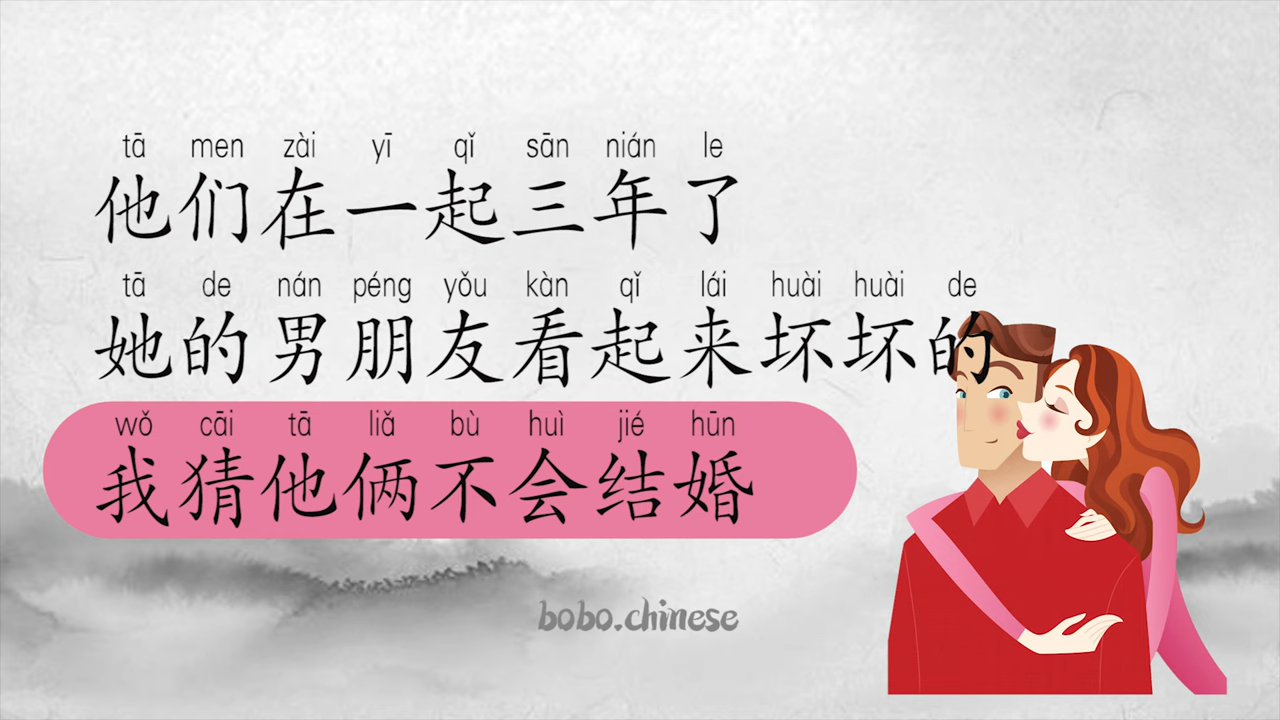 tā men zài yī qǐ sān nián le
他们在一起三年了
tā de nán péng yǒu kàn qǐ lái huài huài de
她的男朋友看起来坏坏的
wǒ cāi tā liǎ bù huì jié hūn
我猜他俩不会结婚
bobo.chinese